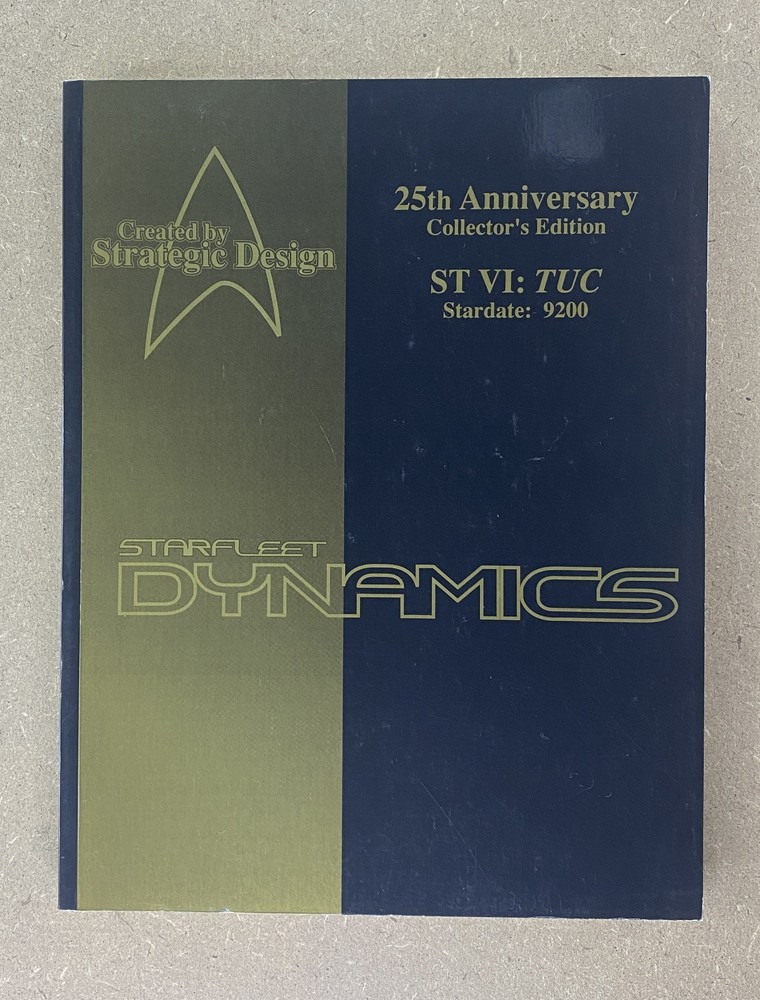 Created by
Strategic Design
25th Anniversary
Collector's Edition
ST VI: TUC
Stardate: 9200
STARFLEET
DYNAMICS